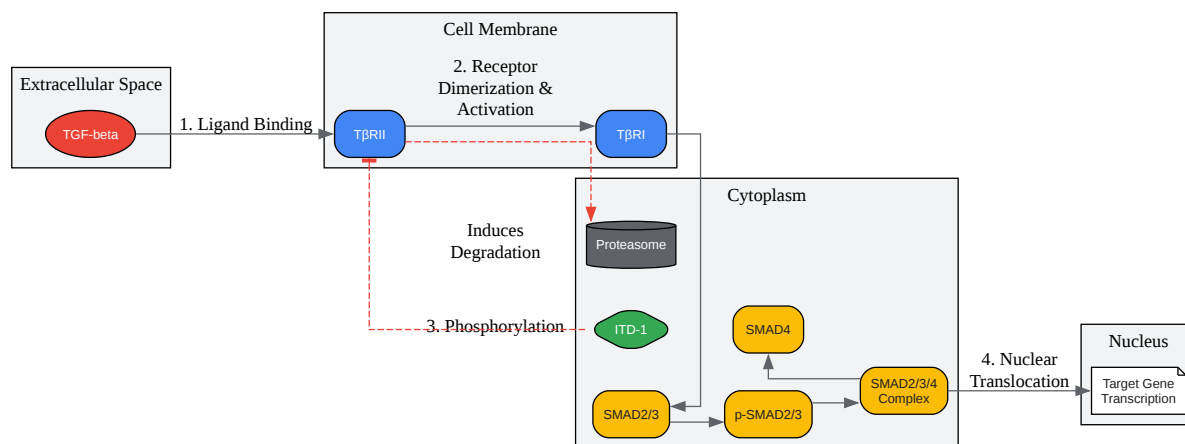 Cell Membrane
2. Receptor
Dimerization &
Activation
Extracellular Space
TGF-beta
1. Ligand Binding
TβRII
TβRI
Cytoplasm
Induces
Degradation
Proteasome
3. Phosphorylation
ITD-1
SMAD4
SMAD2/3
p-SMAD2/3
SMAD2/3/4
Complex
4. Nuclear
Translocation
Nucleus
Target Gene
Transcription